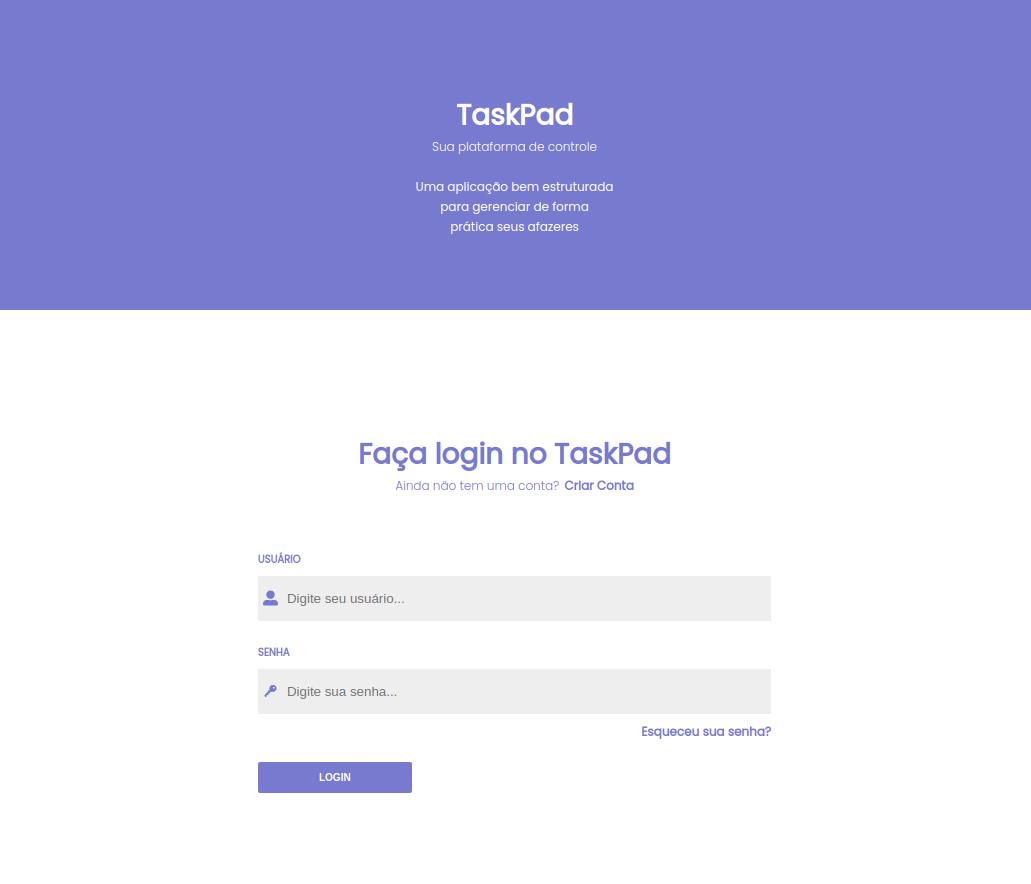 TaskPad
Sua plataforma de controle
Uma aplicação bem estruturada
para gerenciar de forma
prática seus afazeres
Faça login no TaskPad
Ainda não tem uma conta? Criar Conta
USUÁRIO
Digite seu usuário...
SENHA
Digite sua senha...
Esqueceu sua senha?
LOGIN